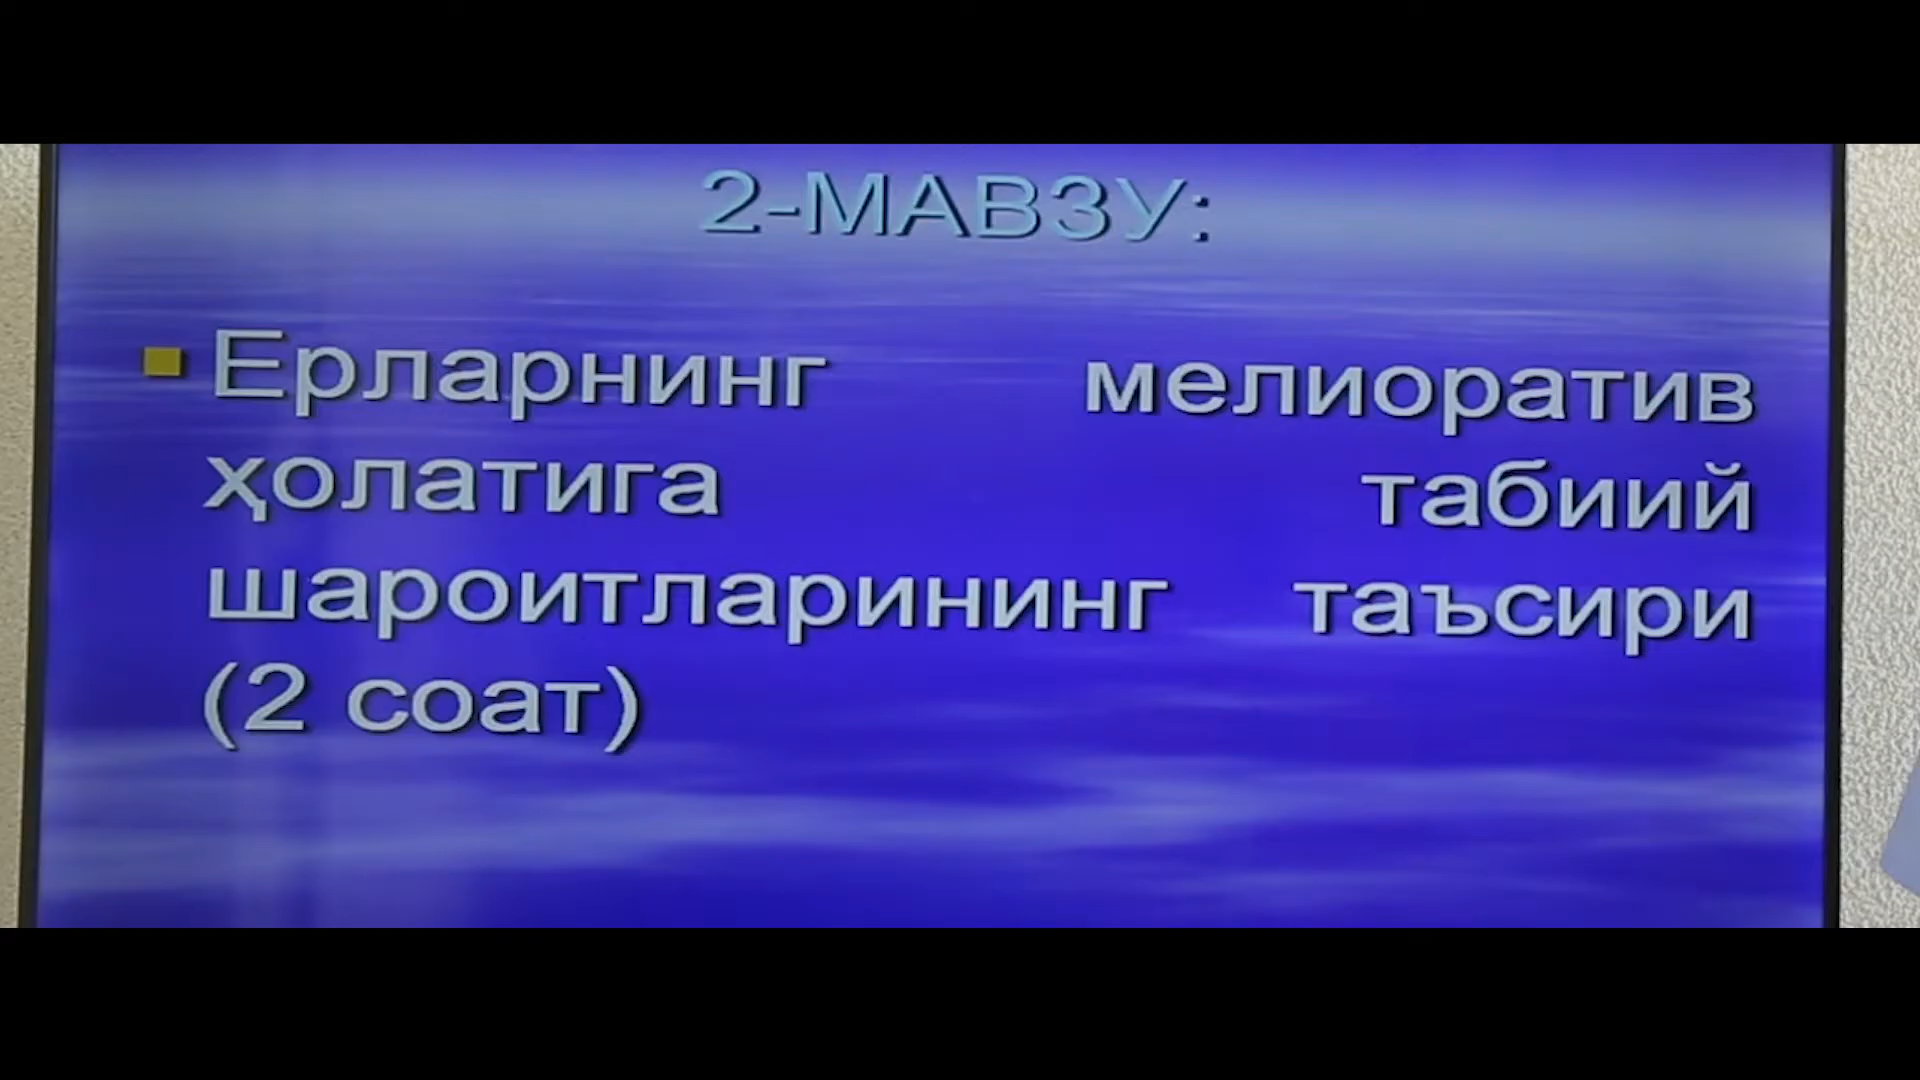 2-МАВЗУ:
Ерларнинг мелиоратив
ҳолатига табиий
шароитларининг таъсири
(2 соат)